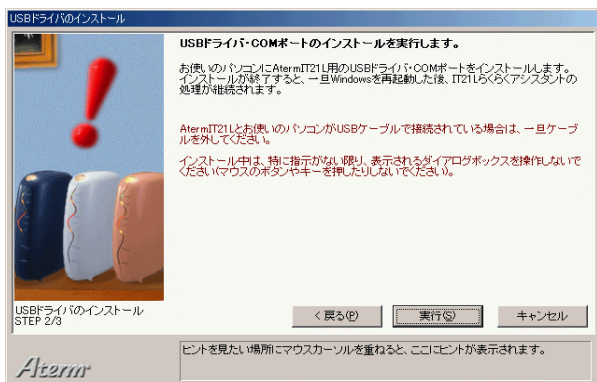 USBドライバのインストール
USBドライバ・COMポートのインストールを実行します。
お使いのパソコンにAtermIT21L用のUSBドライバ・COMポートをインストールします。
インストールが終了すると、一旦Windowsを再起動した後、IT21Lらくらくアシスタントの
処理が継続されます。
AtermIT21Lとお使いのパソコンがUSBケーブルで接続されている場合は、一旦ケーブ
ルを外してください。
インストール中は、特に指示がない限り、表示されるダイアログボックスを操作しないで
ください(マウスのボタンやキーを押したりしないでください)。
USBドライバのインストール
STEP 2/3
< 戻る(P)
実行(S)
キャンセル
Aterm
ヒントを見たい場所にマウスカーソルを重ねると、ここにヒントが表示されます。